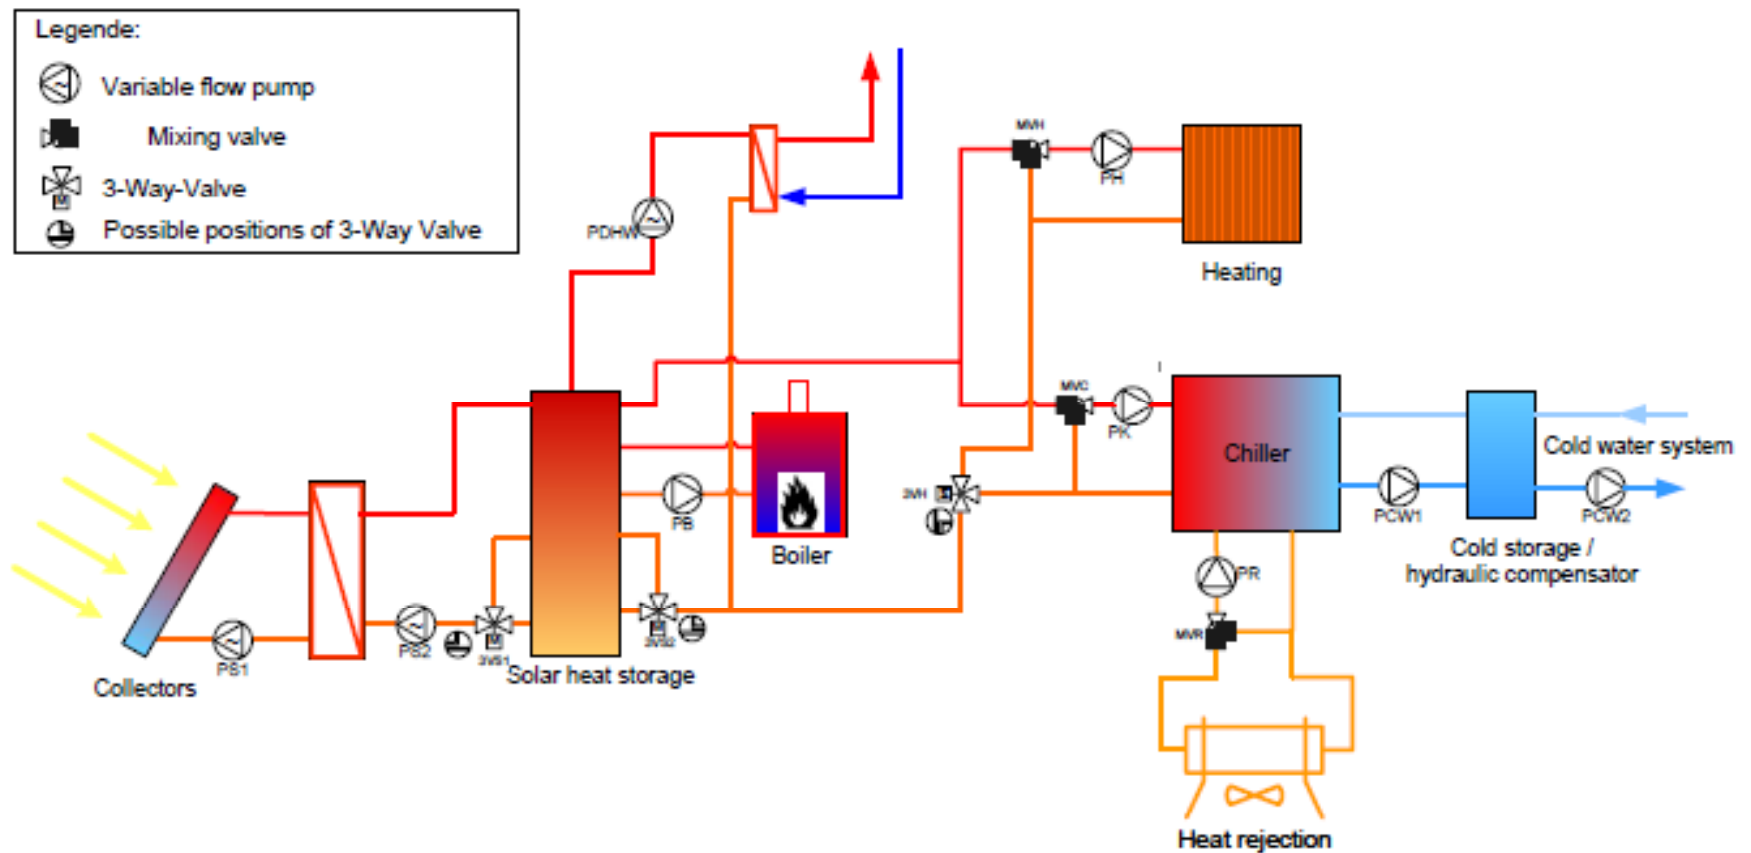 Legende:
Variable flow pump
Mixing valve
3-Way-Valve
M
Possible positions of 3-Way Valve
PDHW
MVH
PH
Heating
MVC
PK
Chiller
Cold water system
PCW1
PCW2
Cold storage /
hydraulic compensator
3VH
PB
Boiler
PR
MVR
PS1
PS2
M
3VS1
M
3VS2
Collectors
Solar heat storage
Heat rejection